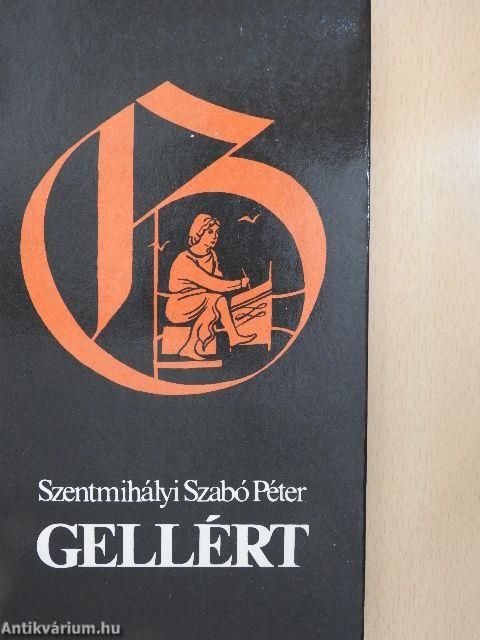 G
Szentmihályi Szabó Péter
GELLÉRT
Antikvárium.hu